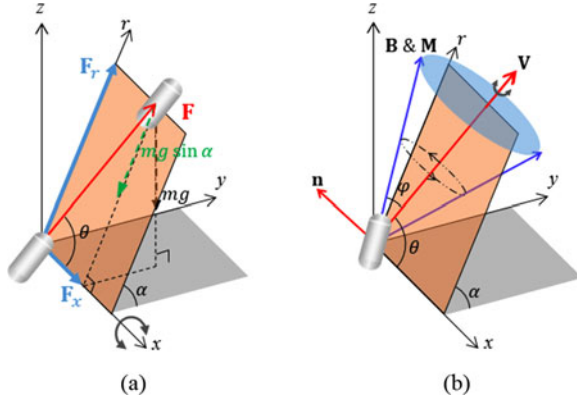 z
r
F_r
F
mg sin α
mg
y
θ
F_x
α
x
(a)
z
B & M
r
V
y
n
φ
θ
α
x
(b)